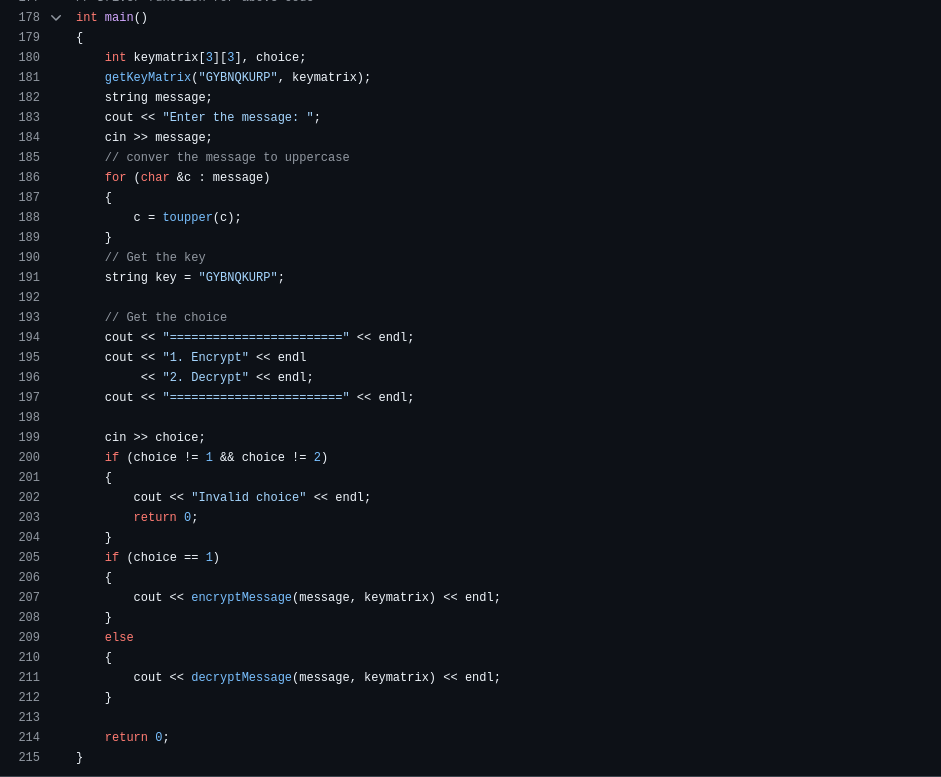 178 int main()
179 {
180     int keymatrix[3][3], choice;
181     getKeyMatrix("GYBNQKURP", keymatrix);
182     string message;
183     cout << "Enter the message: ";
184     cin >> message;
185     // conver the message to uppercase
186     for (char &c : message)
187     {
188         c = toupper(c);
189     }
190     // Get the key
191     string key = "GYBNQKURP";
192
193     // Get the choice
194     cout << "========================" << endl;
195     cout << "1. Encrypt" << endl
196          << "2. Decrypt" << endl;
197     cout << "========================" << endl;
198
199     cin >> choice;
200     if (choice != 1 && choice != 2)
201     {
202         cout << "Invalid choice" << endl;
203         return 0;
204     }
205     if (choice == 1)
206     {
207         cout << encryptMessage(message, keymatrix) << endl;
208     }
209     else
210     {
211         cout << decryptMessage(message, keymatrix) << endl;
212     }
213
214     return 0;
215 }